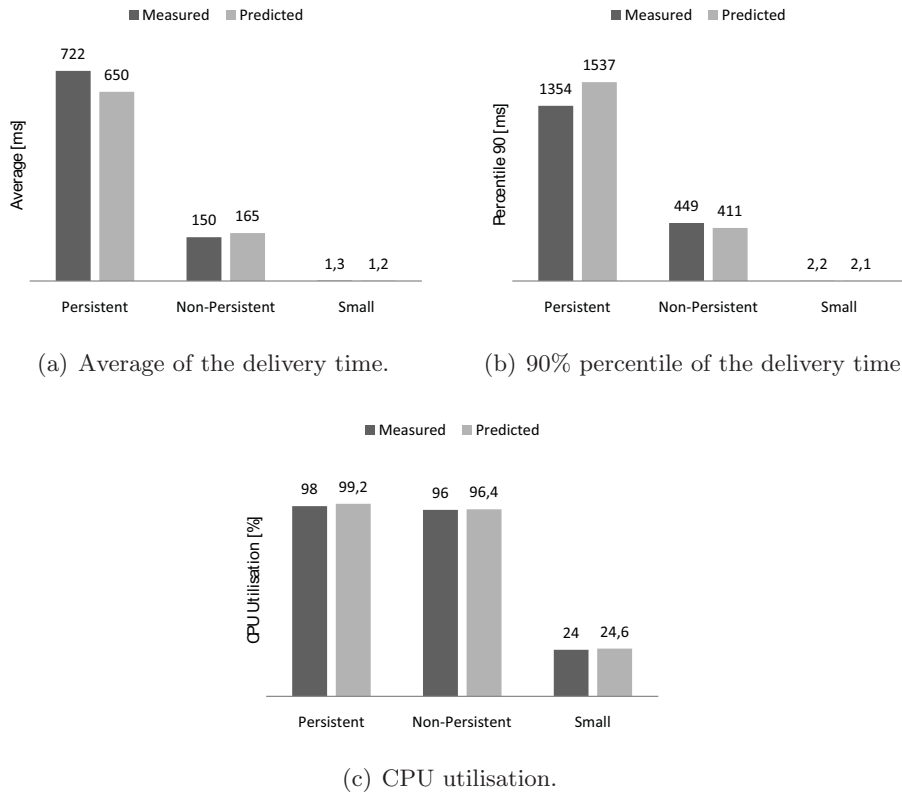 Measured Predicted
722
650
150
165
1,3
1,2
Average [ms]
Persistent Non-Persistent Small
(a) Average of the delivery time.
Measured Predicted
1354
1537
449
411
2,2
2,1
Percentile 90 [ms]
Persistent Non-Persistent Small
(b) 90% percentile of the delivery time
Measured Predicted
98
99,2
96
96,4
24
24,6
CPU Utilisation [%]
Persistent Non-Persistent Small
(c) CPU utilisation.